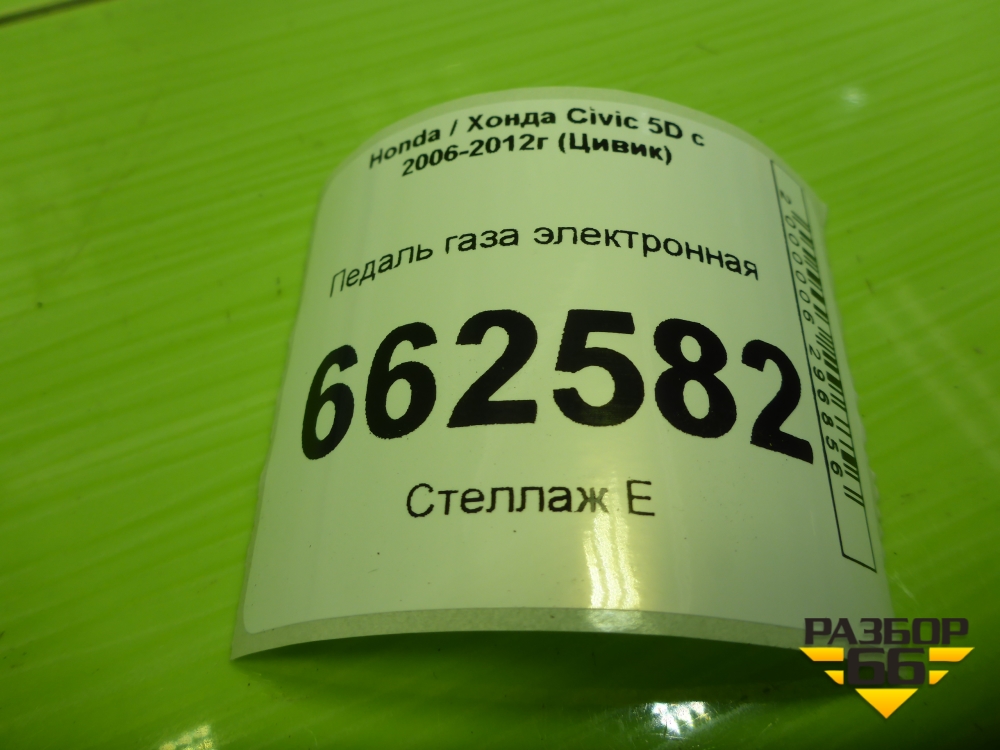 Honda / Хонда Civic 5D с
2006-2012г (Цивик)
Педаль газа электронная
662582
Стеллаж Е
2000006296856
РАЗБОР
66